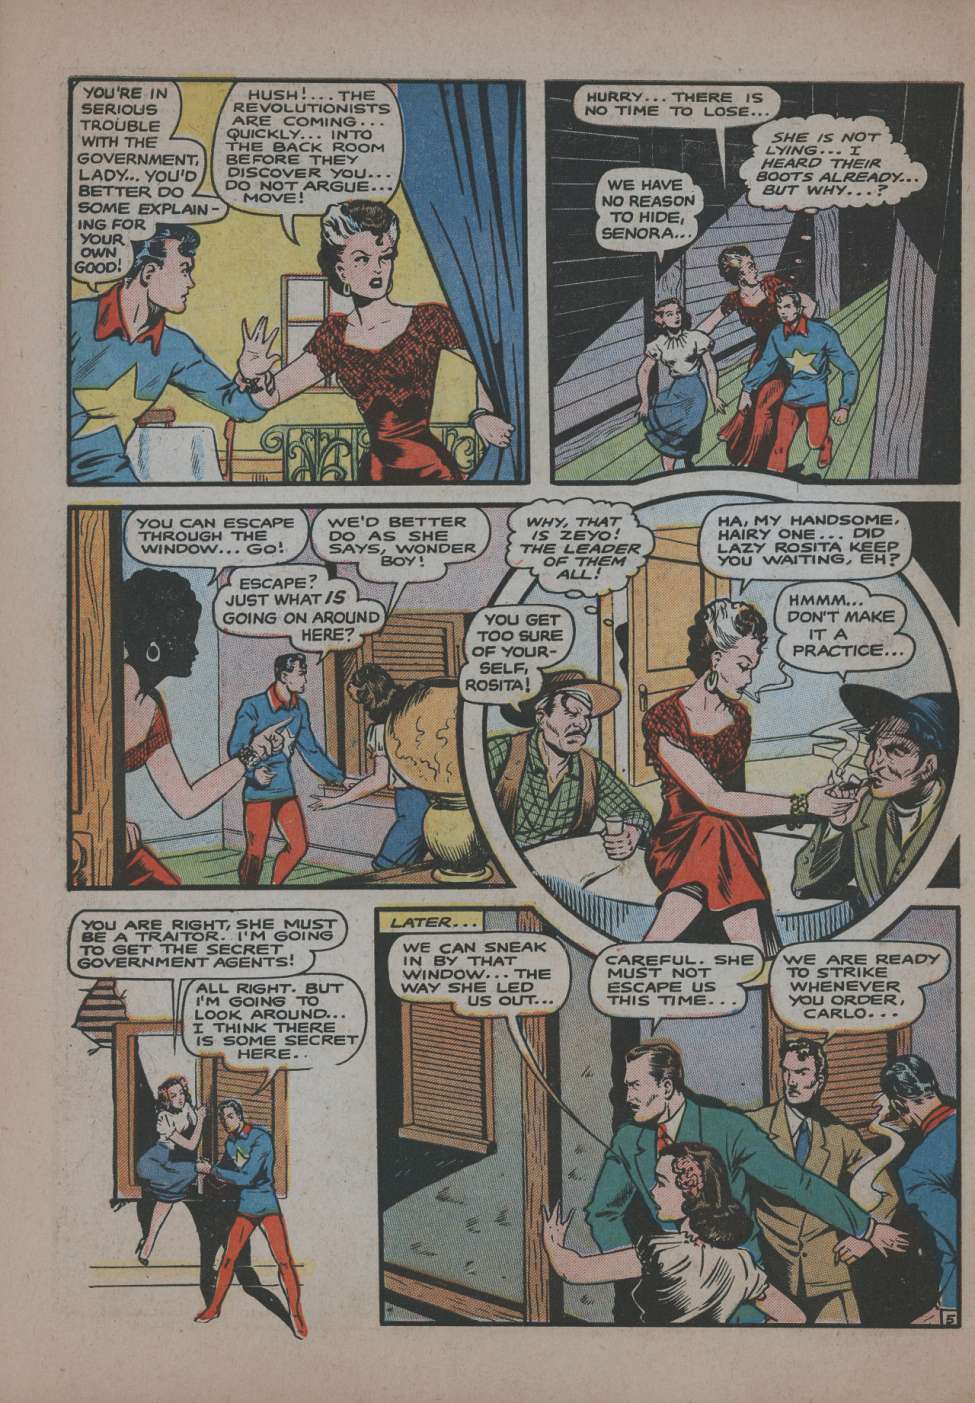 YOU'RE IN
SERIOUS
TROUBLE
WITH THE
GOVERNMENT,
LADY... YOU'D
BETTER DO
SOME EXPLAIN-
ING FOR
YOUR
OWN
GOOD!
HUSH!... THE
REVOLUTIONISTS
ARE COMING...
QUICKLY... INTO
THE BACK ROOM
BEFORE THEY
DISCOVER YOU...
DO NOT ARGUE...
MOVE!
HURRY... THERE IS
NO TIME TO LOSE...
WE HAVE
NO REASON
TO HIDE,
SENORA...
SHE IS NOT
LYING... I
HEARD THEIR
BOOTS ALREADY...
BUT WHY...?
YOU CAN ESCAPE
THROUGH THE
WINDOW... GO!
ESCAPE?
JUST WHAT IS
GOING ON AROUND
HERE?
WE'D BETTER
DO AS SHE
SAYS, WONDER
BOY!
WHY, THAT
IS ZEYO!
THE LEADER
OF THEM
ALL!
YOU GET
TOO SURE
OF YOUR-
SELF,
ROSITA!
HA, MY HANDSOME,
HAIRY ONE... DID
LAZY ROSITA KEEP
YOU WAITING, EH?
HMMM...
DON'T MAKE
IT A
PRACTICE...
YOU ARE RIGHT, SHE MUST
BE A TRAITOR. I'M GOING
TO GET THE SECRET
GOVERNMENT AGENTS!
ALL RIGHT. BUT
I'M GOING TO
LOOK AROUND...
I THINK THERE
IS SOME SECRET
HERE..
LATER...
WE CAN SNEAK
IN BY THAT
WINDOW... THE
WAY SHE LED
US OUT...
CAREFUL. SHE
MUST NOT
ESCAPE US
THIS TIME...
WE ARE READY
TO STRIKE
WHENEVER
YOU ORDER,
CARLO...
5